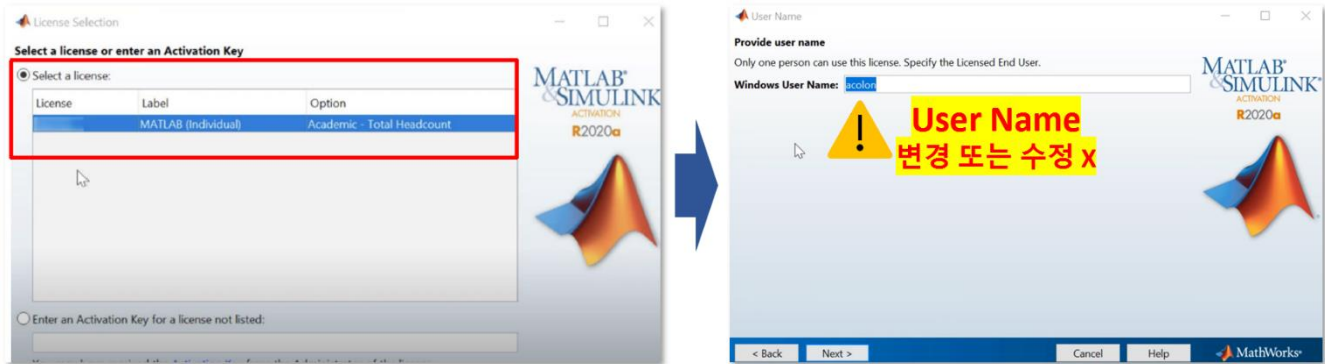 License Selection
Select a license or enter an Activation Key
Select a license:
License Label Option
MATLAB (Individual) Academic - Total Headcount
Enter an Activation Key for a license not listed:
MATLAB®
&SIMULINK
ACTIVATION
R2020a
User Name
Provide user name
Only one person can use this license. Specify the Licensed End User.
Windows User Name: acolon
User Name
변경 또는 수정 x
MATLAB®
&SIMULINK®
ACTIVATION
R2020a
< Back Next > Cancel Help MathWorks®